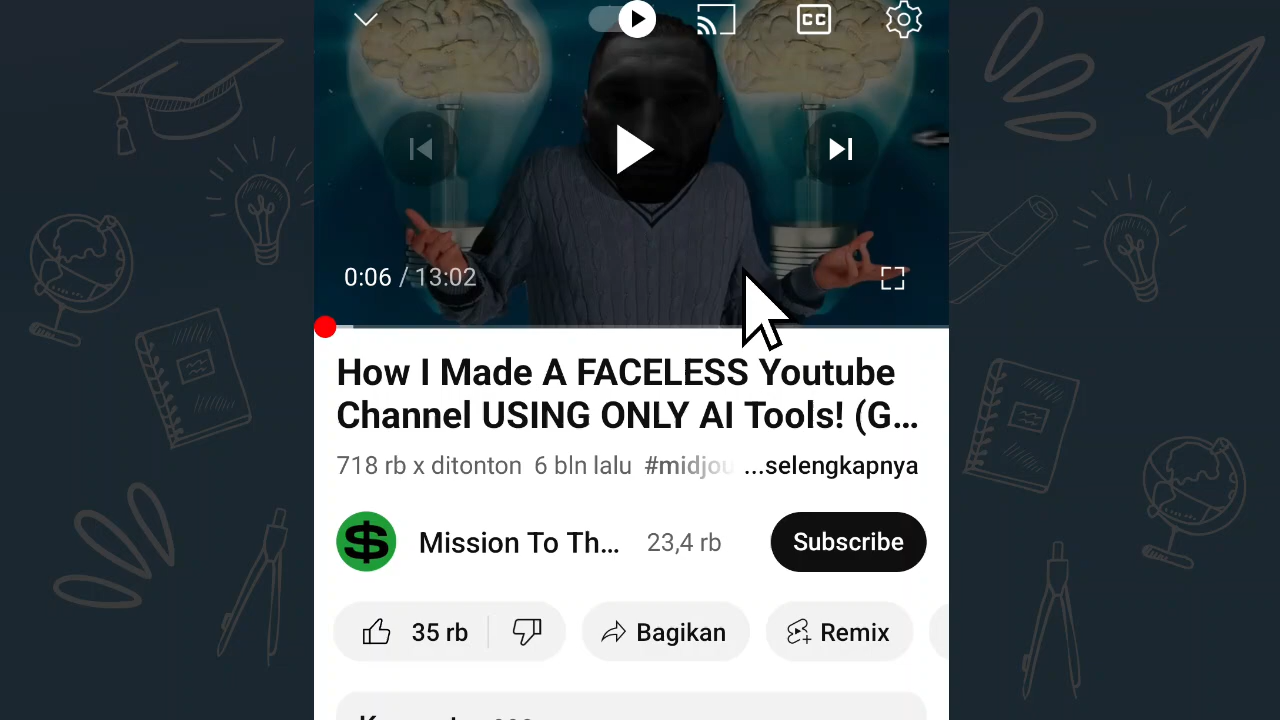 CC
0:06 / 13:02
How I Made A FACELESS Youtube
Channel USING ONLY AI Tools! (G...
718 rb x ditonton 6 bln lalu #midjou ...selengkapnya
$ Mission To Th... 23,4 rb Subscribe
35 rb Bagikan Remix